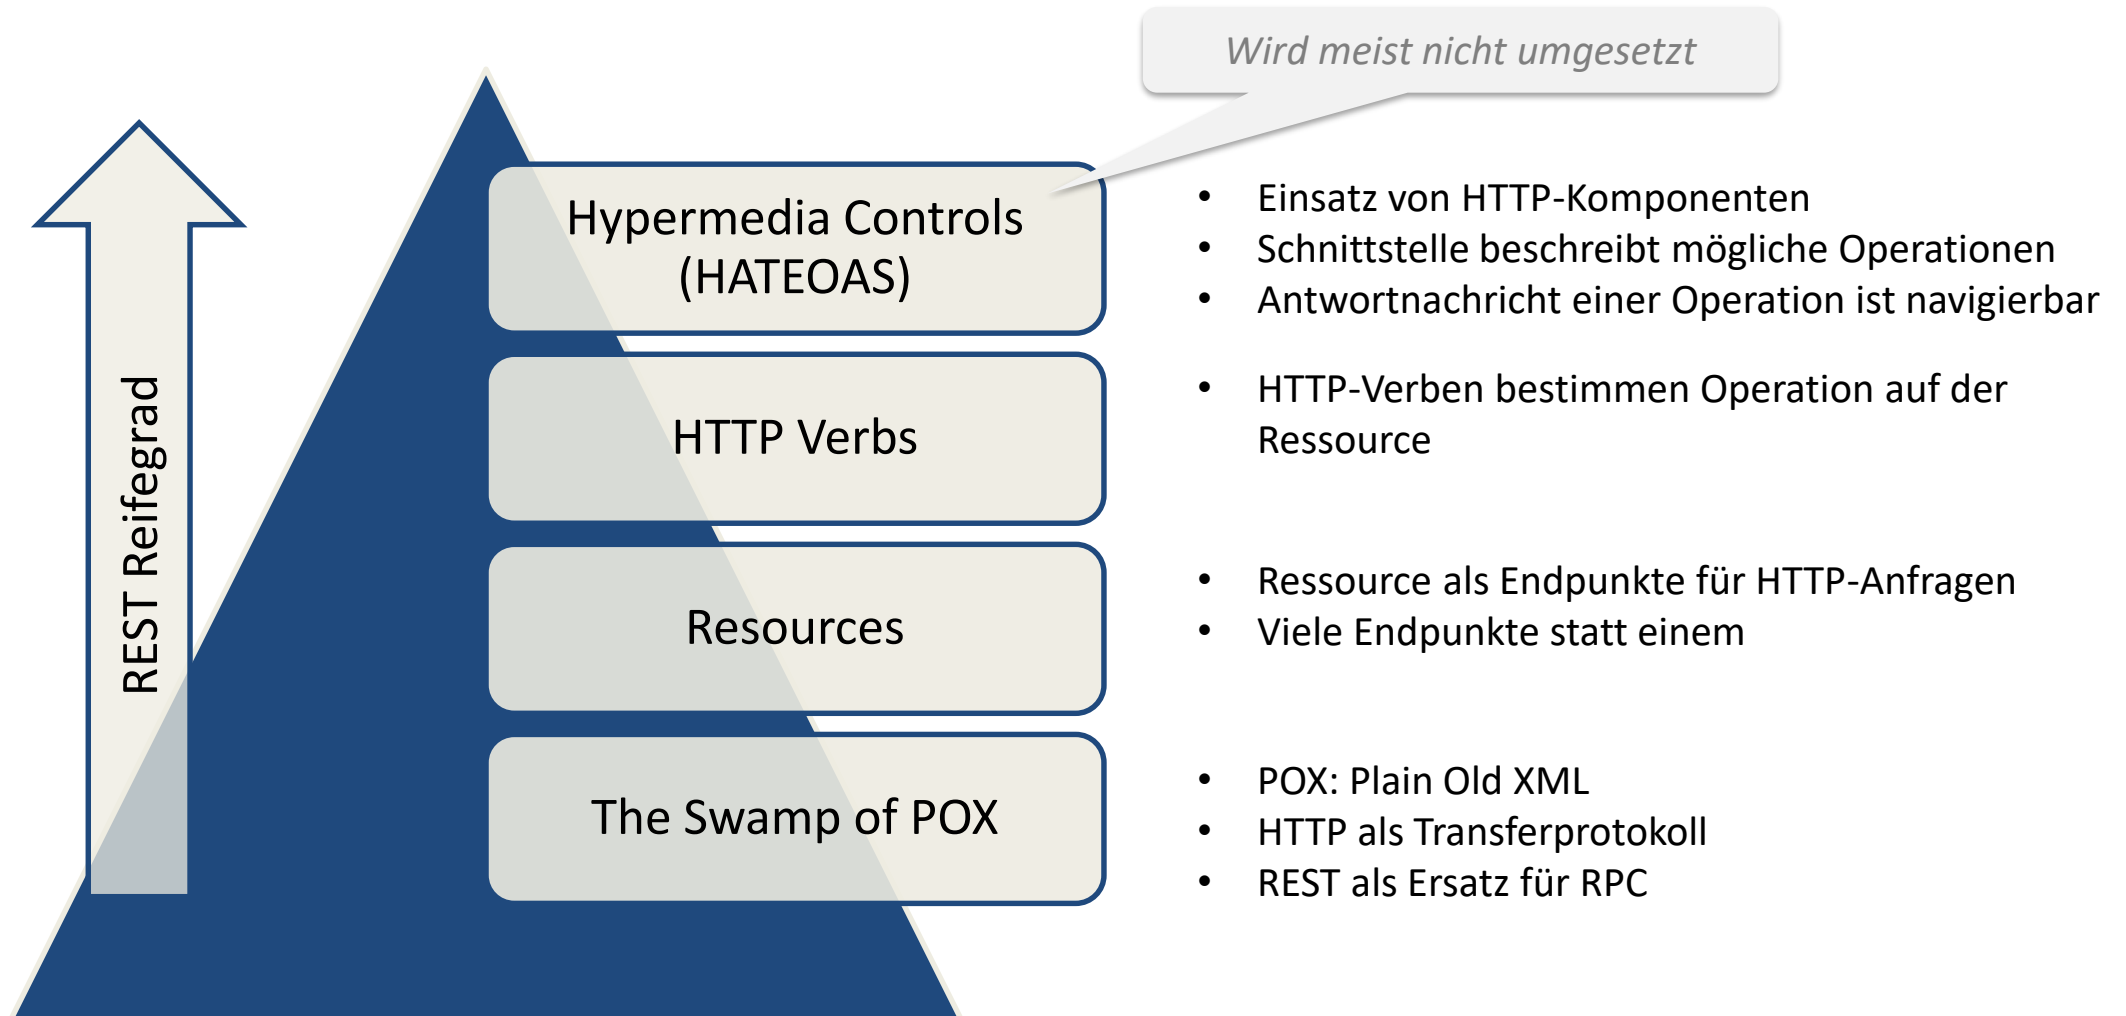 Wird meist nicht umgesetzt
REST Reifegrad
Hypermedia Controls
(HATEOAS)
• Einsatz von HTTP-Komponenten
• Schnittstelle beschreibt mögliche Operationen
• Antwortnachricht einer Operation ist navigierbar
HTTP Verbs
• HTTP-Verben bestimmen Operation auf der
Ressource
Resources
• Ressource als Endpunkte für HTTP-Anfragen
• Viele Endpunkte statt einem
The Swamp of POX
• POX: Plain Old XML
• HTTP als Transferprotokoll
• REST als Ersatz für RPC